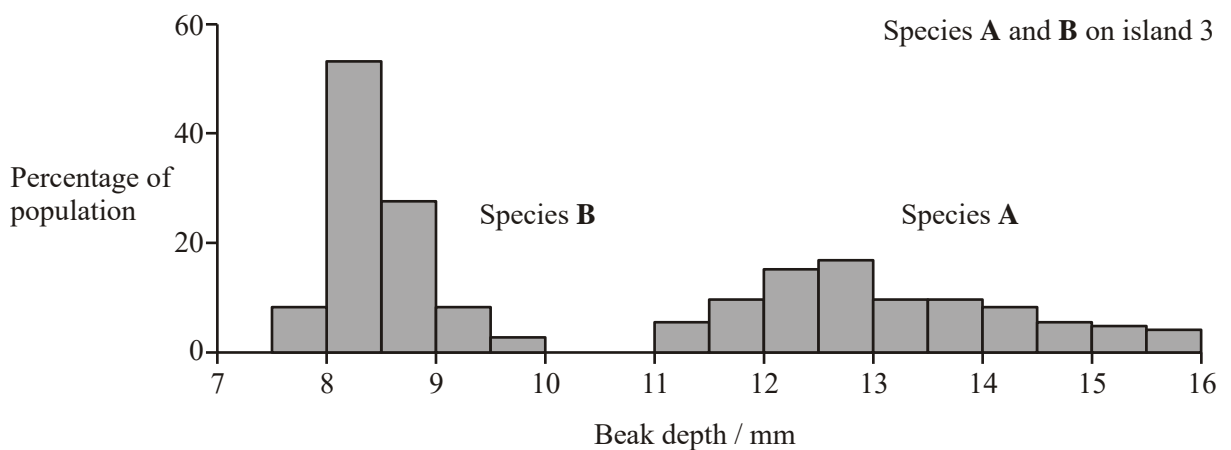 Species A and B on island 3
60
40
20
0
Percentage of
population
Species B
Species A
7 8 9 10 11 12 13 14 15 16
Beak depth / mm